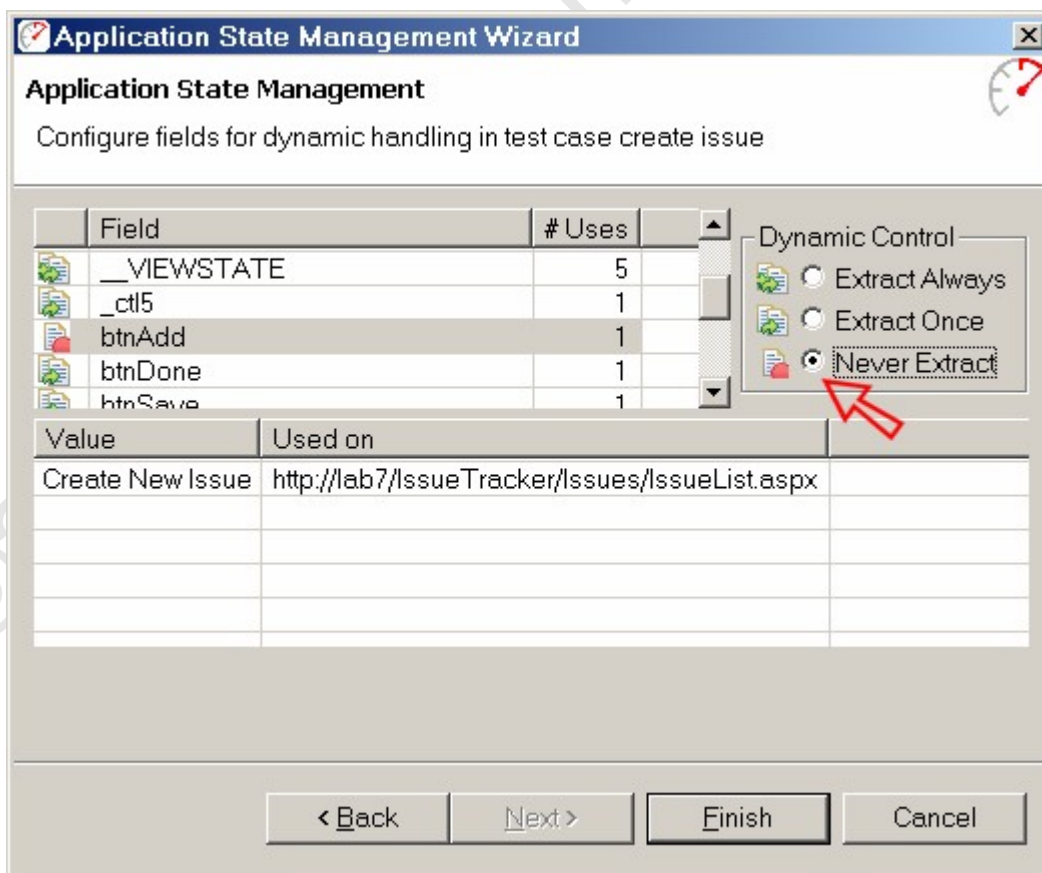 Application State Management Wizard
Application State Management
Configure fields for dynamic handling in test case create issue
Field # Uses
__VIEWSTATE 5
_ctl5 1
btnAdd 1
btnDone 1
btnSave 1
Dynamic Control
Extract Always
Extract Once
Never Extract
Value Used on
Create New Issue http://lab7/IssueTracker/Issues/IssueList.aspx
< Back Next > Finish Cancel